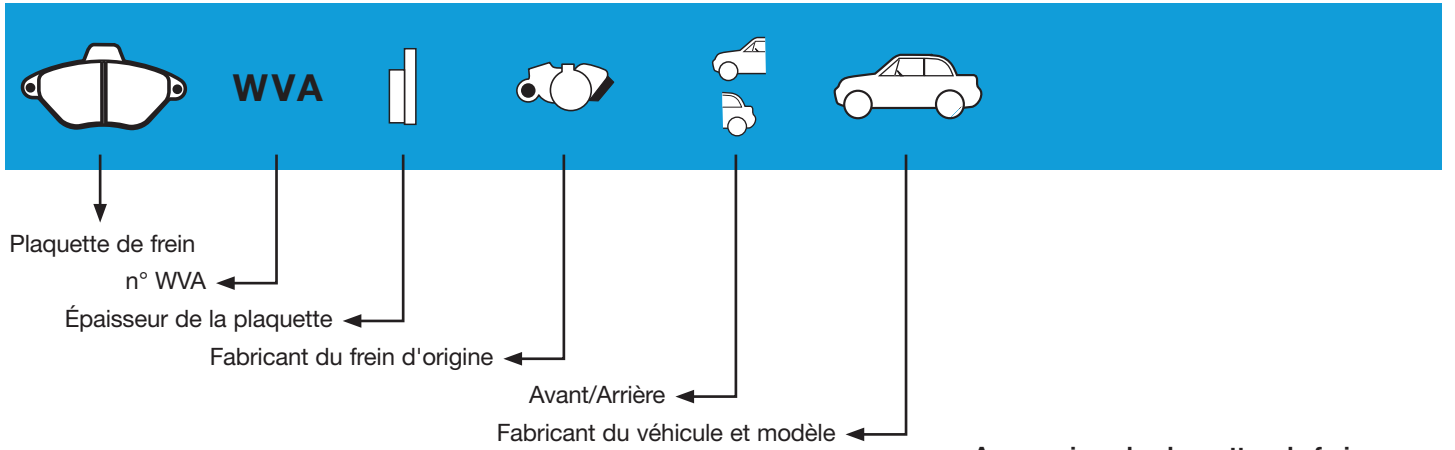 WVA
Plaquette de frein
n° WVA
Épaisseur de la plaquette
Fabricant du frein d'origine
Avant/Arrière
Fabricant du véhicule et modèle